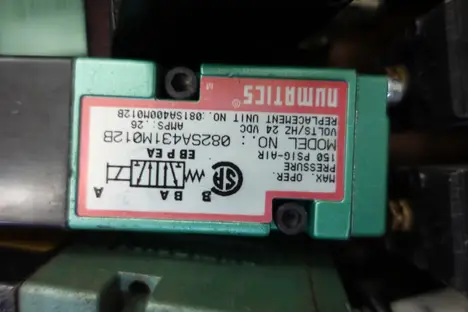 MAX. OPER.
PRESSURE
150 PSIG-AIR
MODEL NO.: 082SA431M012B
VOLTS/HZ 24 VDC AMPS: .26
REPLACEMENT UNIT NO: 081SA400M012B
NUMATICS®
M
B A
A B
EB P EA
SP